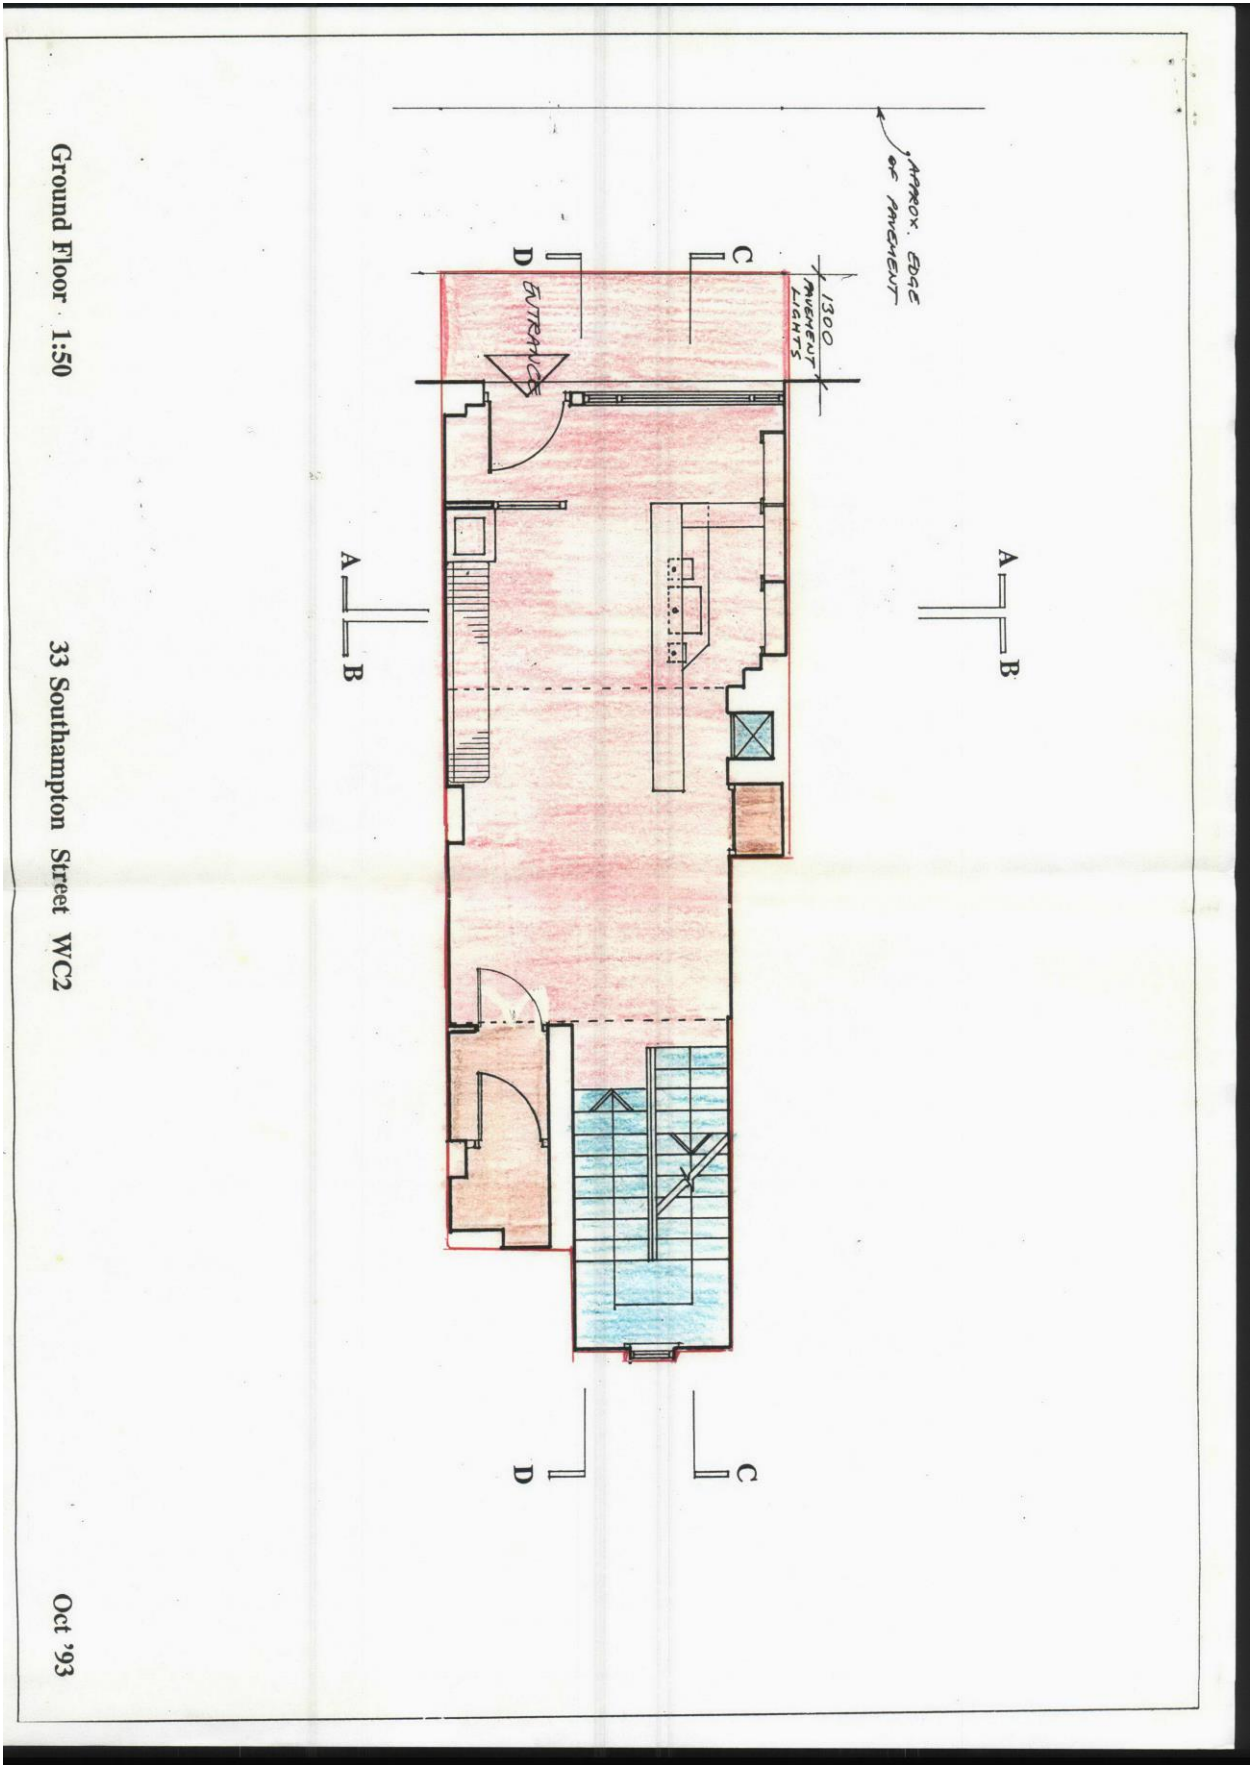 APPROX. EDGE
OF PAVEMENT
1300
PAVEMENT
LIGHTS
C
D
ENTRANCE
A
B
A
B
C
D
Ground Floor 1:50
33 Southampton Street WC2
Oct '93